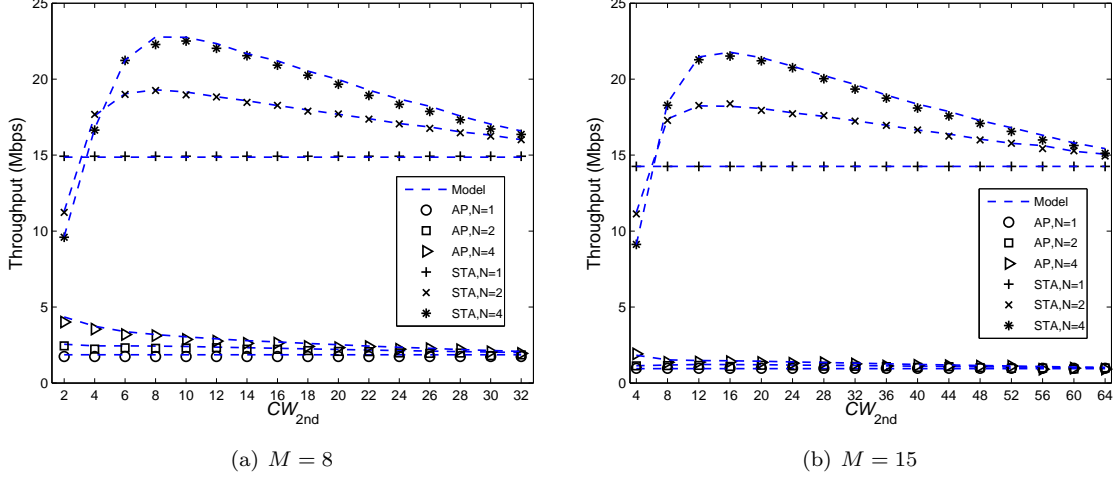 25
20
15
10
5
0
Throughput (Mbps)
2 4 6 8 10 12 14 16 18 20 22 24 26 28 30 32
CW2nd
Model
AP,N=1
AP,N=2
AP,N=4
STA,N=1
STA,N=2
STA,N=4
(a) M = 8
25
20
15
10
5
0
Throughput (Mbps)
4 8 12 16 20 24 28 32 36 40 44 48 52 56 60 64
CW2nd
Model
AP,N=1
AP,N=2
AP,N=4
STA,N=1
STA,N=2
STA,N=4
(b) M = 15